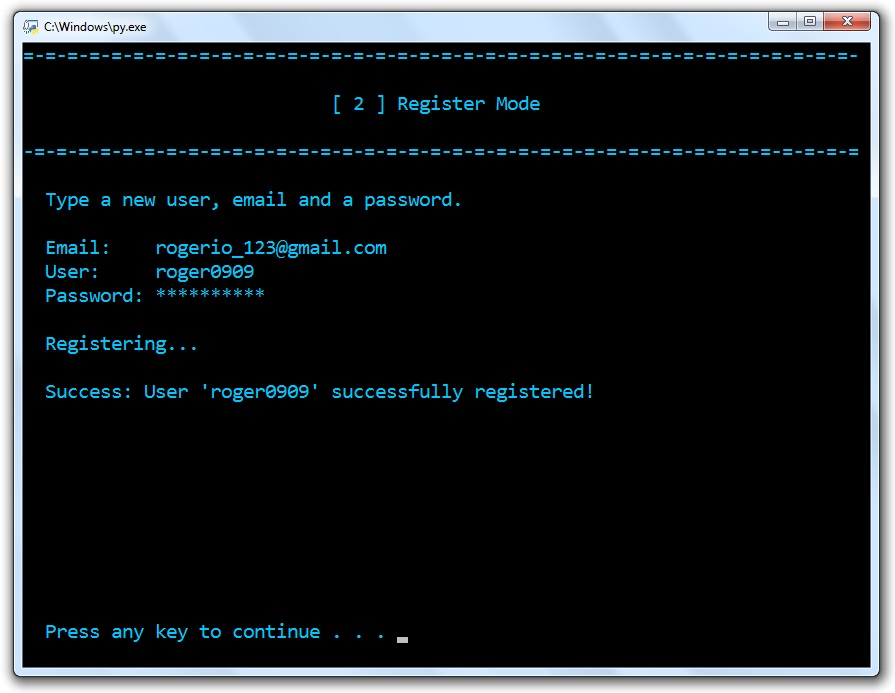 C:\Windows\py.exe
=-=-=-=-=-=-=-=-=-=-=-=-=-=-=-=-=-=-=-=-=-=-=-=-=-=-=-=-=-=-=-=-=-=-=-=-=-
[ 2 ] Register Mode
-=-=-=-=-=-=-=-=-=-=-=-=-=-=-=-=-=-=-=-=-=-=-=-=-=-=-=-=-=-=-=-=-=-=-=-=-=
Type a new user, email and a password.
Email:    rogerio_123@gmail.com
User:     roger0909
Password: **********
Registering...
Success: User 'roger0909' successfully registered!
Press any key to continue . . .